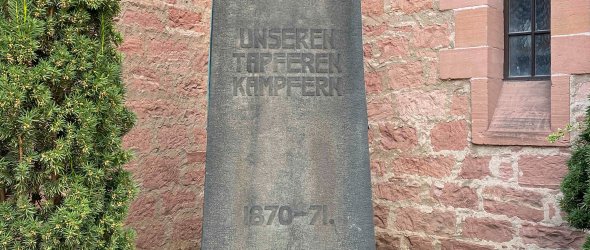 UNSEREN
TAPFEREN
KÄMPFERN
1870-71.